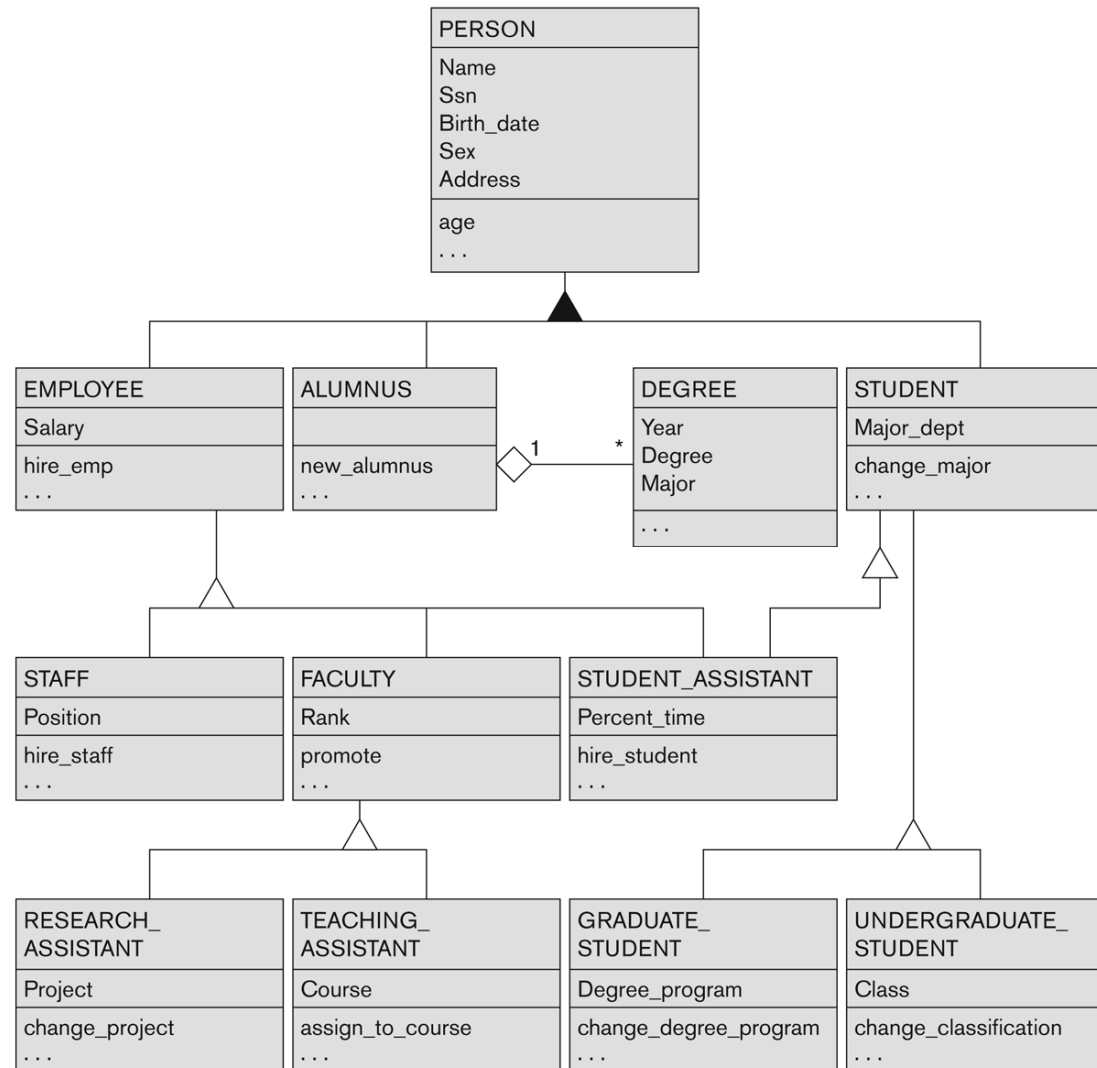 PERSON
Name
Ssn
Birth_date
Sex
Address
age
. . .
EMPLOYEE
Salary
hire_emp
. . .
ALUMNUS
new_alumnus
. . .
1
*
DEGREE
Year
Degree
Major
. . .
STUDENT
Major_dept
change_major
. . .
STAFF
Position
hire_staff
. . .
FACULTY
Rank
promote
. . .
STUDENT_ASSISTANT
Percent_time
hire_student
. . .
RESEARCH_
ASSISTANT
Project
change_project
. . .
TEACHING_
ASSISTANT
Course
assign_to_course
. . .
GRADUATE_
STUDENT
Degree_program
change_degree_program
. . .
UNDERGRADUATE_
STUDENT
Class
change_classification
. . .